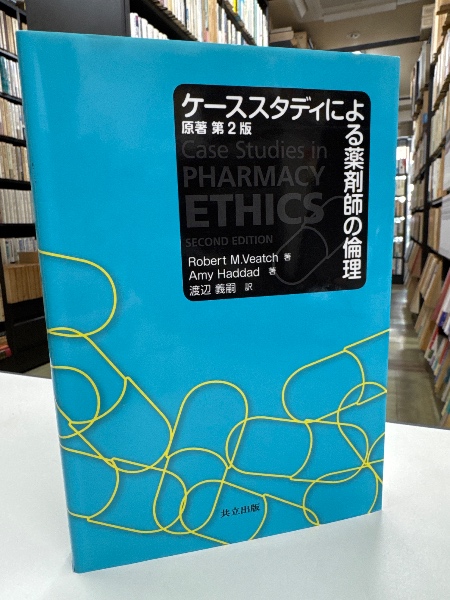 ケーススタディによる薬剤師の倫理
原著 第2版
Case Studies in
PHARMACY
ETHICS
SECOND EDITION
Robert M.Veatch 著
Amy Haddad 著
渡辺 義嗣 訳
共立出版